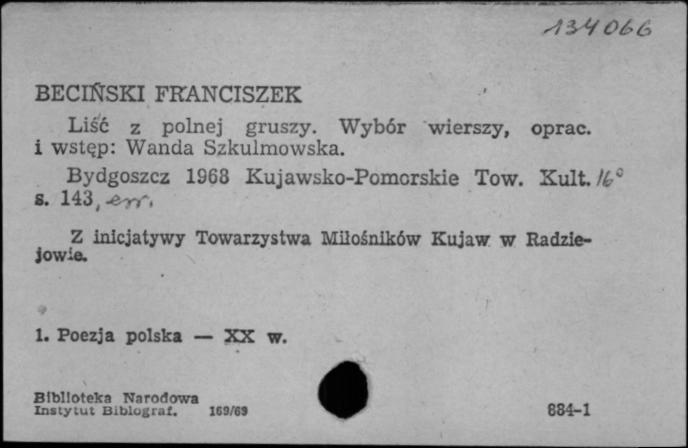 134066
BECIŃSKI FRANCISZEK
Liść z polnej gruszy. Wybór wierszy, oprac.
i wstęp: Wanda Szkulmowska.
Bydgoszcz 1968 Kujawsko-Pomorskie Tow. Kult. 16°
s. 143, err.
Z inicjatywy Towarzystwa Miłośników Kujaw w Radzie-
jowie.
1. Poezja polska — XX w.
Biblioteka Narodowa
Instytut Bibliograf. 169/69 884-1